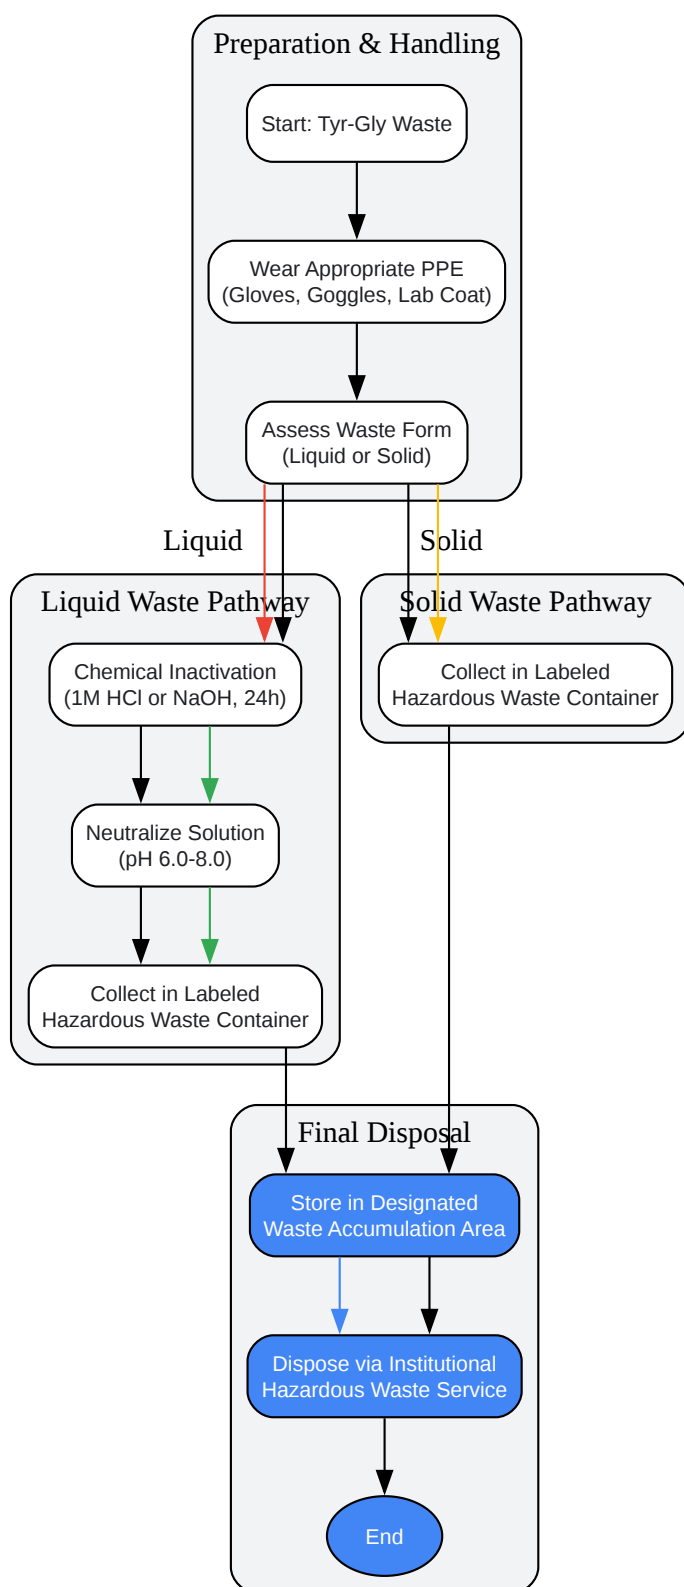 Preparation & Handling
Start: Tyr-Gly Waste
Wear Appropriate PPE
(Gloves, Goggles, Lab Coat)
Assess Waste Form
(Liquid or Solid)
Liquid
Solid
Liquid Waste Pathway
Chemical Inactivation
(1M HCl or NaOH, 24h)
Neutralize Solution
(pH 6.0-8.0)
Collect in Labeled
Hazardous Waste Container
Solid Waste Pathway
Collect in Labeled
Hazardous Waste Container
Final Disposal
Store in Designated
Waste Accumulation Area
Dispose via Institutional
Hazardous Waste Service
End